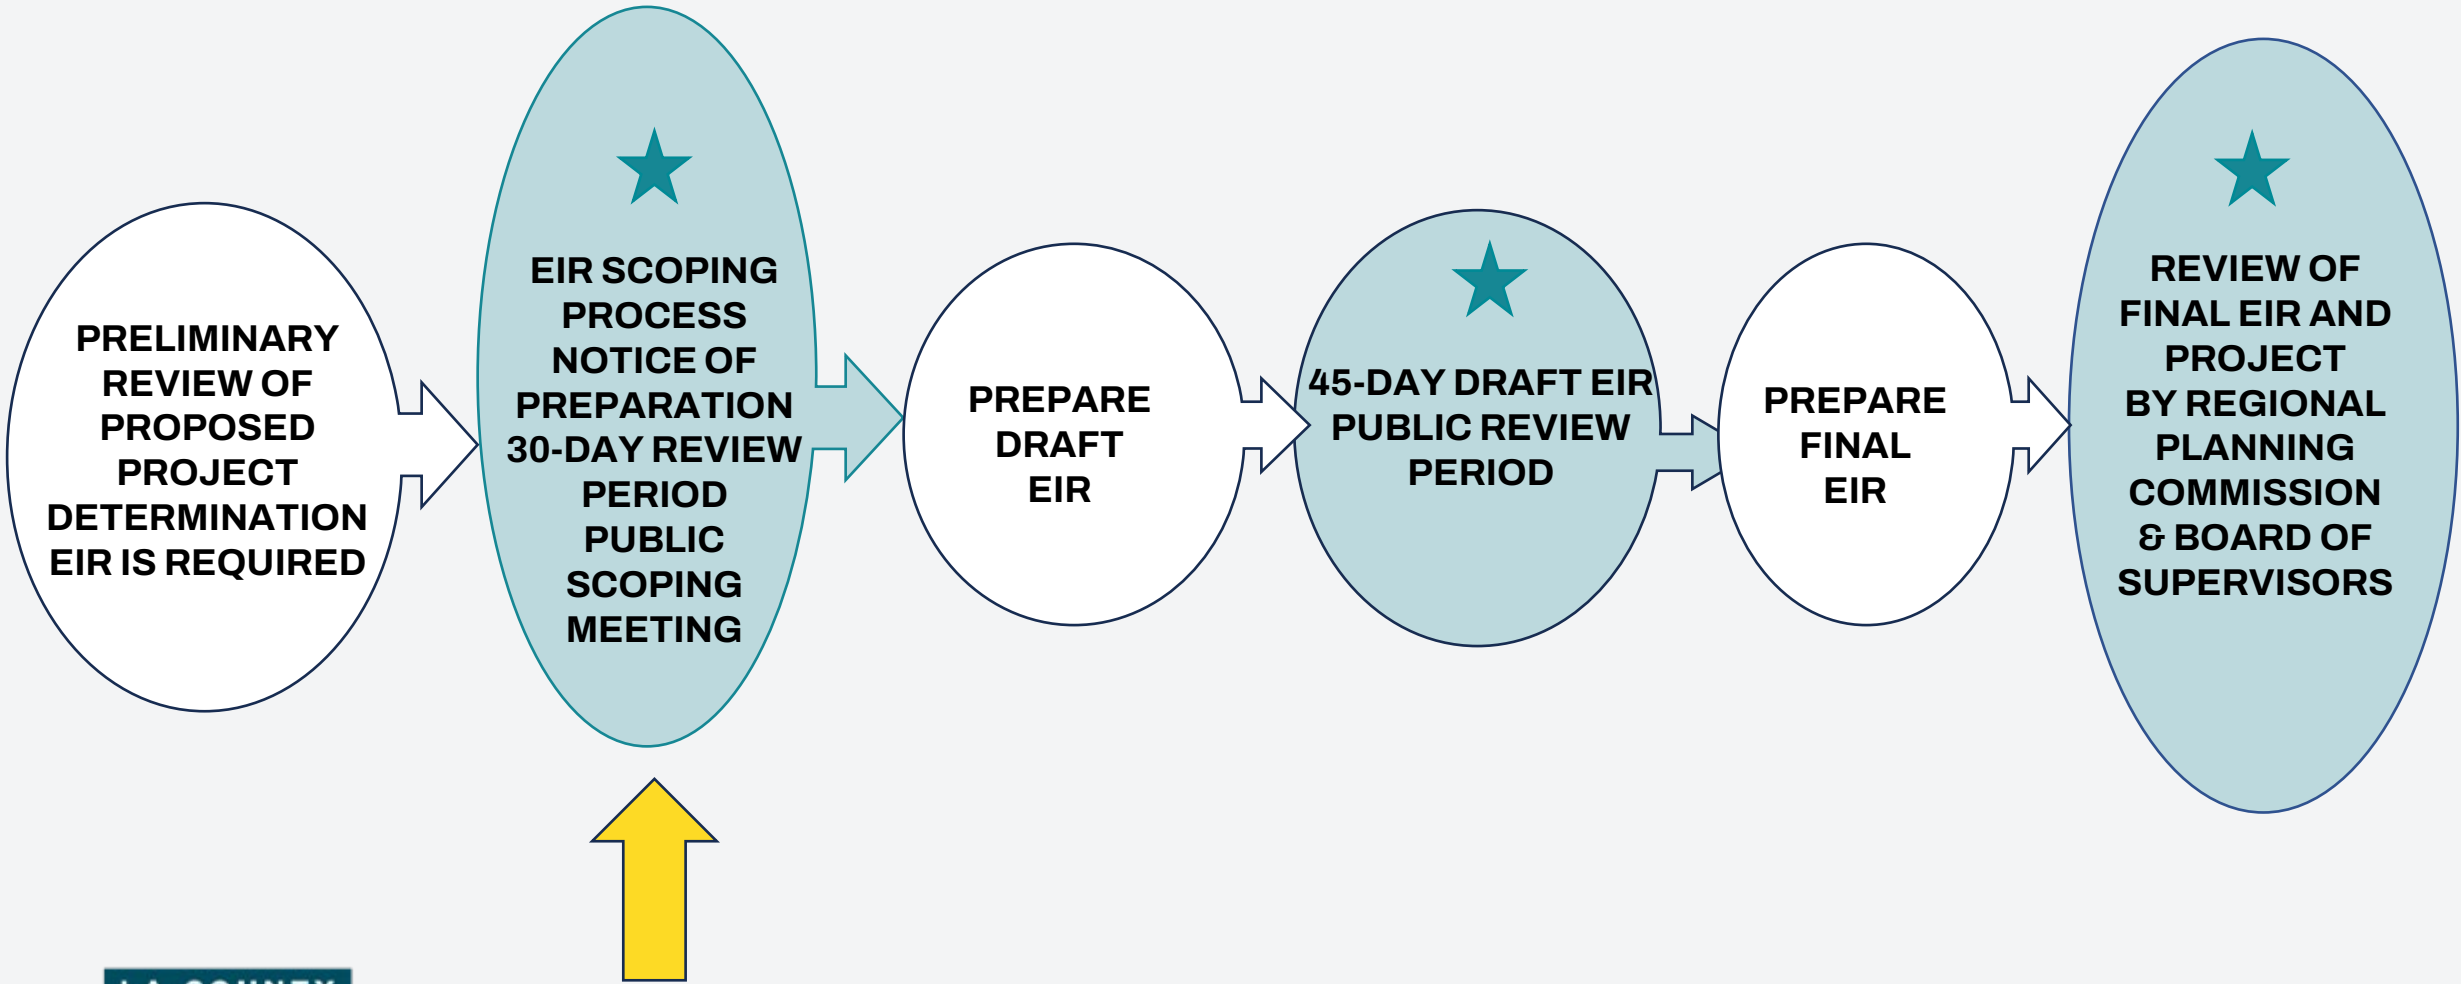 PRELIMINARY
REVIEW OF
PROPOSED
PROJECT
DETERMINATION
EIR IS REQUIRED
EIR SCOPING
PROCESS
NOTICE OF
PREPARATION
30-DAY REVIEW
PERIOD
PUBLIC
SCOPING
MEETING
PREPARE
DRAFT
EIR
45-DAY DRAFT EIR
PUBLIC REVIEW
PERIOD
PREPARE
FINAL
EIR
REVIEW OF
FINAL EIR AND
PROJECT
BY REGIONAL
PLANNING
COMMISSION
& BOARD OF
SUPERVISORS
LA COUNTY